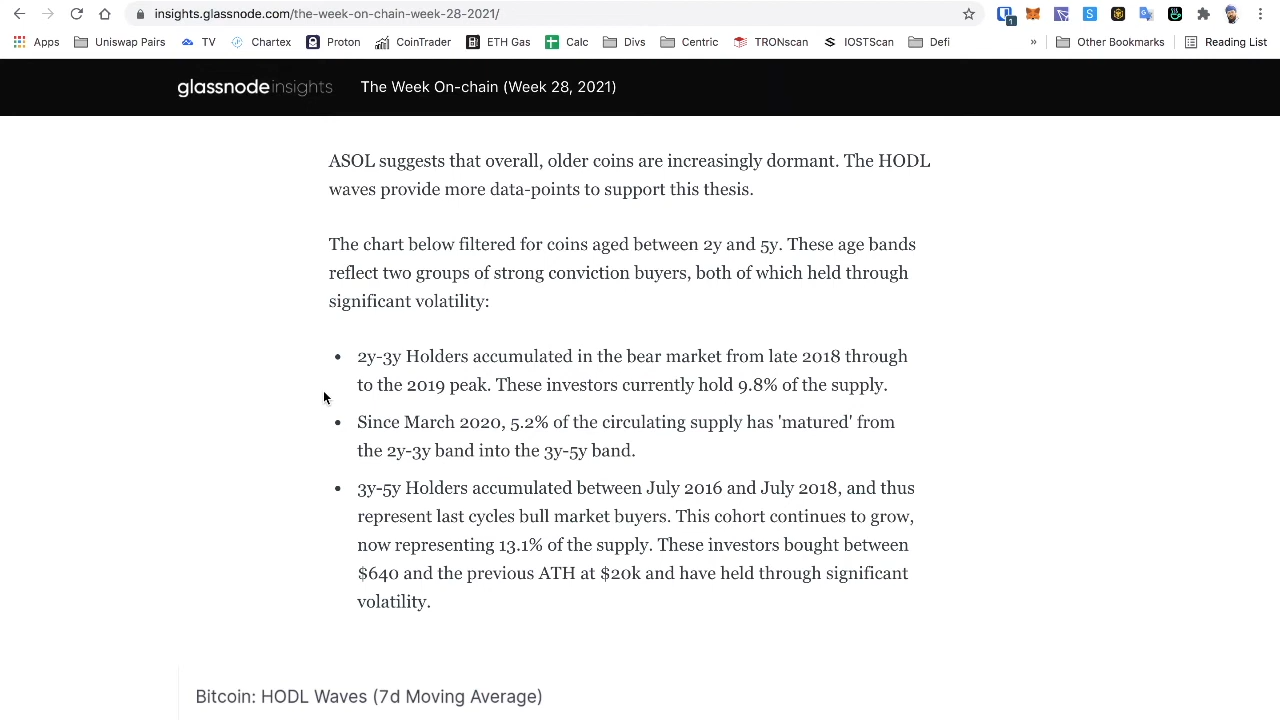 insights.glassnode.com/the-week-on-chain-week-28-2021/
1
Apps Uniswap Pairs TV Chartex Proton CoinTrader ETH Gas Calc Divs Centric TRONscan IOSTScan Defi » Other Bookmarks Reading List
glassnodeinsights The Week On-chain (Week 28, 2021)
ASOL suggests that overall, older coins are increasingly dormant. The HODL
waves provide more data-points to support this thesis.
The chart below filtered for coins aged between 2y and 5y. These age bands
reflect two groups of strong conviction buyers, both of which held through
significant volatility:
• 2y-3y Holders accumulated in the bear market from late 2018 through
to the 2019 peak. These investors currently hold 9.8% of the supply.
• Since March 2020, 5.2% of the circulating supply has 'matured' from
the 2y-3y band into the 3y-5y band.
• 3y-5y Holders accumulated between July 2016 and July 2018, and thus
represent last cycles bull market buyers. This cohort continues to grow,
now representing 13.1% of the supply. These investors bought between
$640 and the previous ATH at $20k and have held through significant
volatility.
Bitcoin: HODL Waves (7d Moving Average)